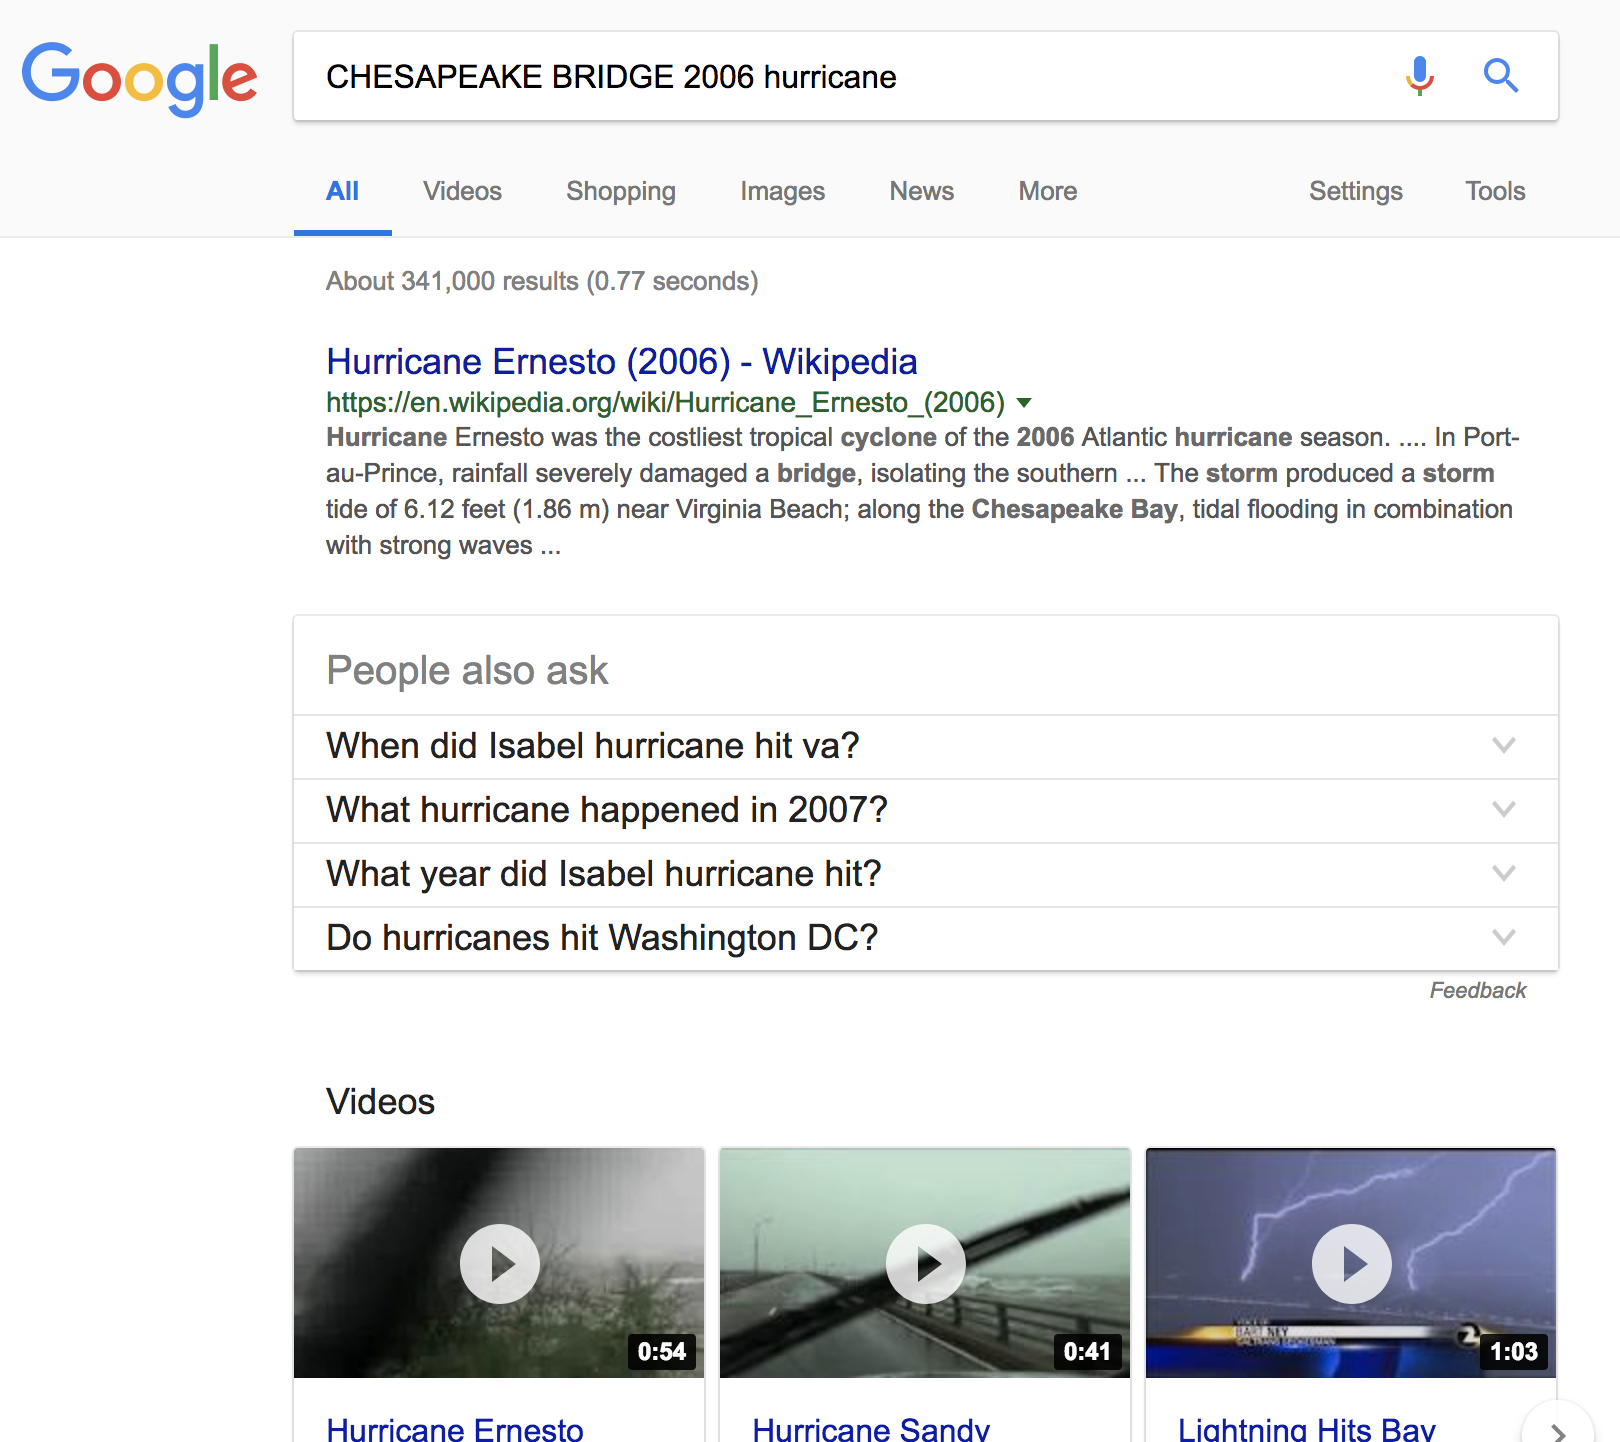 Google
CHESAPEAKE BRIDGE 2006 hurricane
All Videos Shopping Images News More Settings Tools
About 341,000 results (0.77 seconds)
Hurricane Ernesto (2006) - Wikipedia
https://en.wikipedia.org/wiki/Hurricane_Ernesto_(2006)
Hurricane Ernesto was the costliest tropical cyclone of the 2006 Atlantic hurricane season. .... In Port-
au-Prince, rainfall severely damaged a bridge, isolating the southern ... The storm produced a storm
tide of 6.12 feet (1.86 m) near Virginia Beach; along the Chesapeake Bay, tidal flooding in combination
with strong waves ...
People also ask
When did Isabel hurricane hit va?
What hurricane happened in 2007?
What year did Isabel hurricane hit?
Do hurricanes hit Washington DC?
Feedback
Videos
2
0:54 0:41 1:03
Hurricane Ernesto Hurricane Sandy Lightning Hits Bay